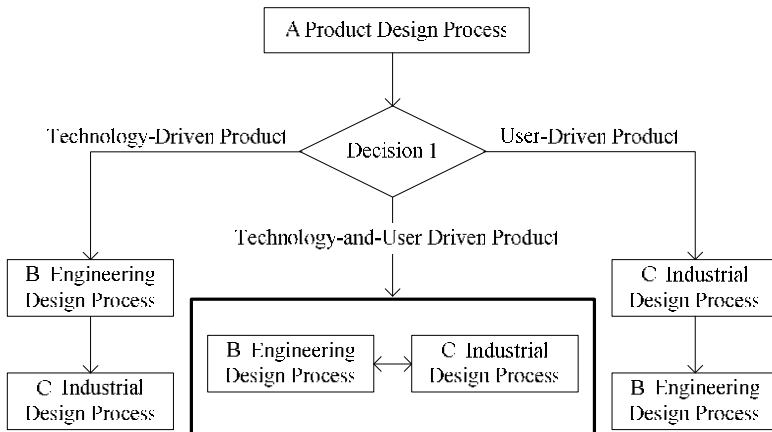 A Product Design Process
Technology-Driven Product
Decision 1
User-Driven Product
Technology-and-User Driven Product
B Engineering
Design Process
C Industrial
Design Process
B Engineering
Design Process
C Industrial
Design Process
C Industrial
Design Process
B Engineering
Design Process